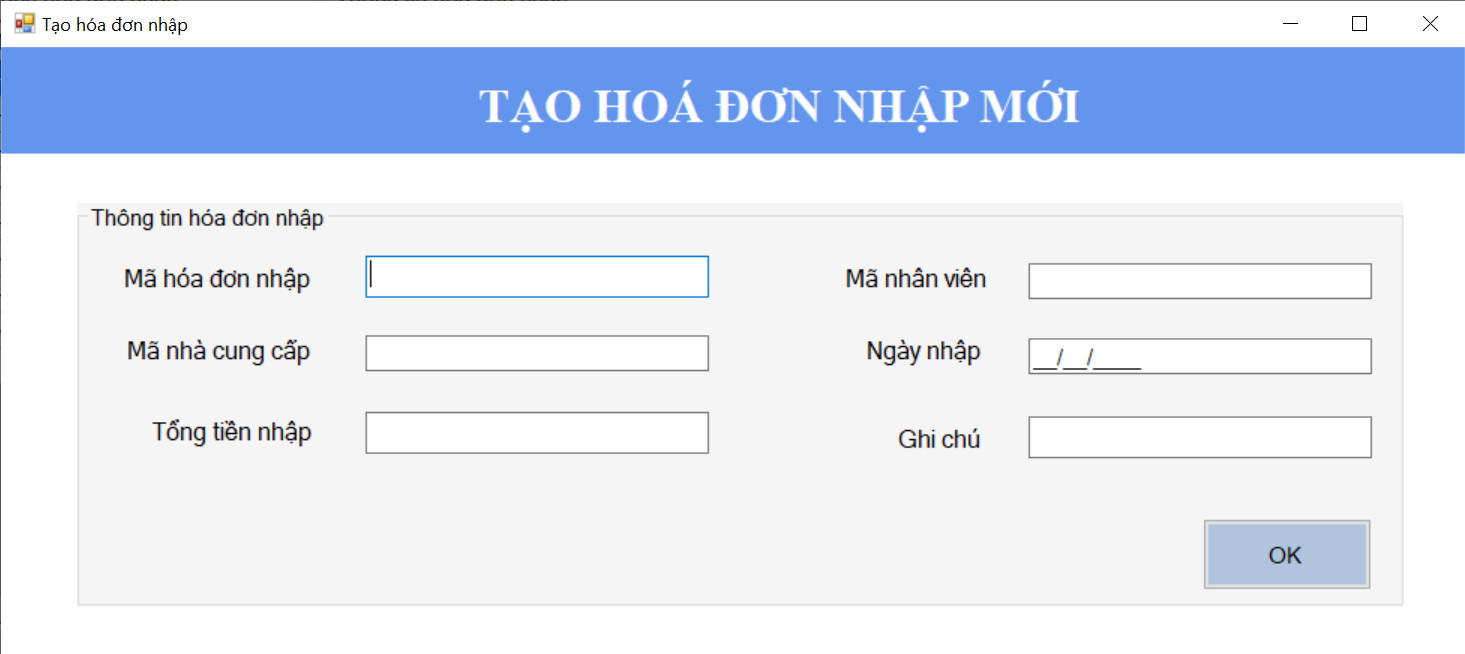 Tạo hóa đơn nhập
TẠO HOÁ ĐƠN NHẬP MỚI
Thông tin hóa đơn nhập
Mã hóa đơn nhập
Mã nhân viên
Mã nhà cung cấp
Ngày nhập
__/__/____
Tổng tiền nhập
Ghi chú
OK